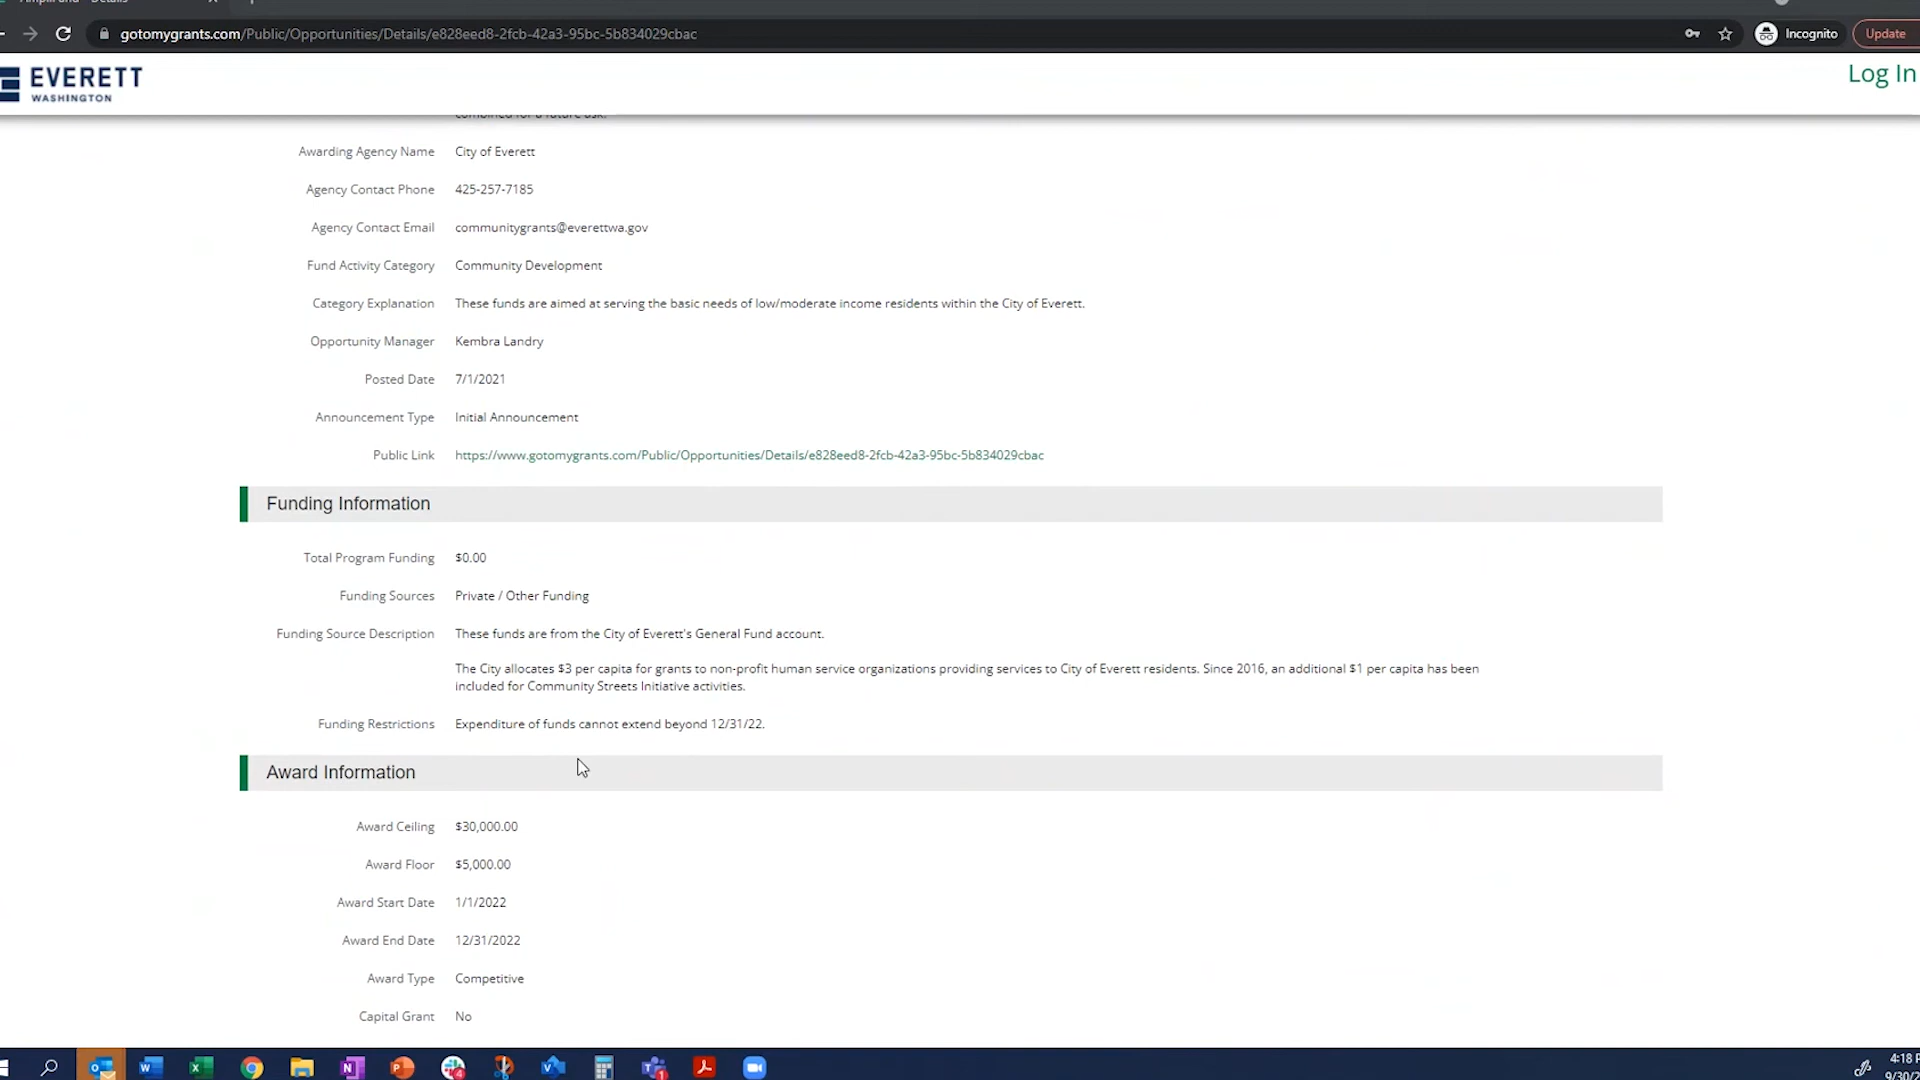 gotomygrants.com/Public/Opportunities/Details/e828eed8-2fcb-42a3-95bc-5b834029cbac
Incognito
Update
EVERETT
WASHINGTON
Log In
combined for a future ask.
Awarding Agency Name City of Everett
Agency Contact Phone 425-257-7185
Agency Contact Email communitygrants@everettwa.gov
Fund Activity Category Community Development
Category Explanation These funds are aimed at serving the basic needs of low/moderate income residents within the City of Everett.
Opportunity Manager Kembra Landry
Posted Date 7/1/2021
Announcement Type Initial Announcement
Public Link https://www.gotomygrants.com/Public/Opportunities/Details/e828eed8-2fcb-42a3-95bc-5b834029cbac
Funding Information
Total Program Funding $0.00
Funding Sources Private / Other Funding
Funding Source Description These funds are from the City of Everett's General Fund account.
The City allocates $3 per capita for grants to non-profit human service organizations providing services to City of Everett residents. Since 2016, an additional $1 per capita has been
included for Community Streets Initiative activities.
Funding Restrictions Expenditure of funds cannot extend beyond 12/31/22.
Award Information
Award Ceiling $30,000.00
Award Floor $5,000.00
Award Start Date 1/1/2022
Award End Date 12/31/2022
Award Type Competitive
Capital Grant No
4:18 P
9/30/2